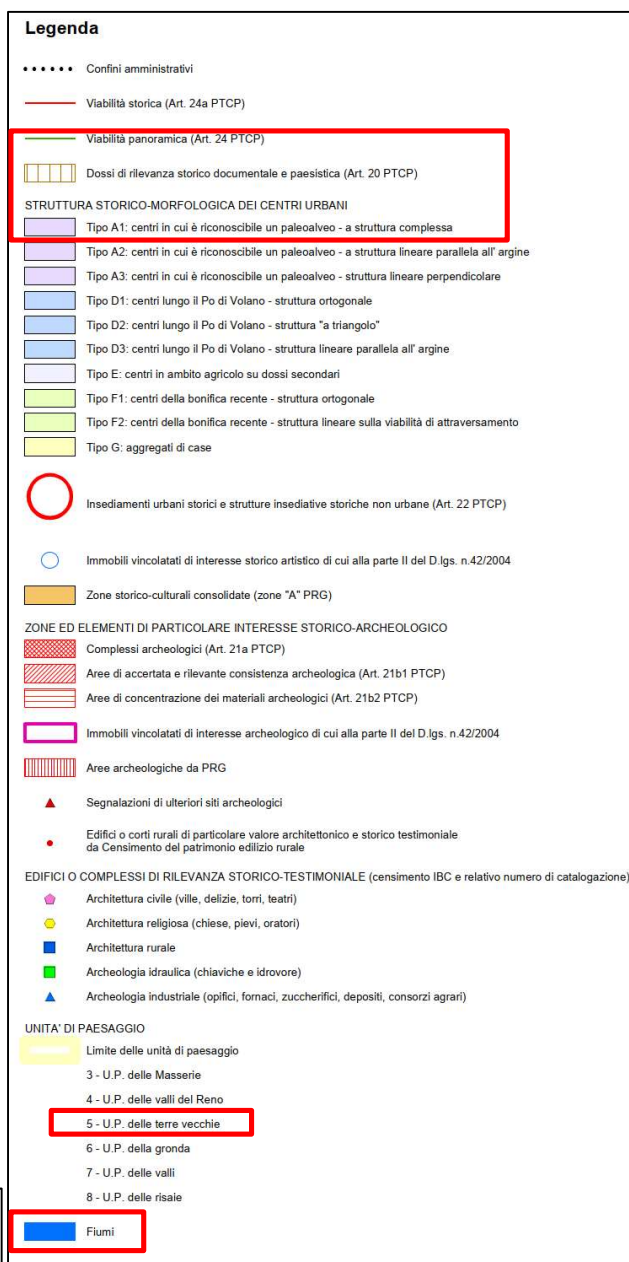 Legenda
Confini amministrativi
Viabilità storica (Art. 24a PTCP)
Viabilità panoramica (Art. 24 PTCP)
Dossi di rilevanza storico documentale e paesistica (Art. 20 PTCP)
STRUTTURA STORICO-MORFOLOGICA DEI CENTRI URBANI
Tipo A1: centri in cui è riconoscibile un paleoalveo - a struttura complessa
Tipo A2: centri in cui è riconoscibile un paleoalveo - a struttura lineare parallela all' argine
Tipo A3: centri in cui è riconoscibile un paleoalveo - struttura lineare perpendicolare
Tipo D1: centri lungo il Po di Volano - struttura ortogonale
Tipo D2: centri lungo il Po di Volano - struttura "a triangolo"
Tipo D3: centri lungo il Po di Volano - struttura lineare parallela all' argine
Tipo E: centri in ambito agricolo su dossi secondari
Tipo F1: centri della bonifica recente - struttura ortogonale
Tipo F2: centri della bonifica recente - struttura lineare sulla viabilità di attraversamento
Tipo G: aggregati di case
Insediamenti urbani storici e strutture insediative storiche non urbane (Art. 22 PTCP)
Immobili vincolatati di interesse storico artistico di cui alla parte II del D.lgs. n.42/2004
Zone storico-culturali consolidate (zone "A" PRG)
ZONE ED ELEMENTI DI PARTICOLARE INTERESSE STORICO-ARCHEOLOGICO
Complessi archeologici (Art. 21a PTCP)
Aree di accertata e rilevante consistenza archeologica (Art. 21b1 PTCP)
Aree di concentrazione dei materiali archeologici (Art. 21b2 PTCP)
Immobili vincolatati di interesse archeologico di cui alla parte II del D.lgs. n.42/2004
Aree archeologiche da PRG
Segnalazioni di ulteriori siti archeologici
Edifici o corti rurali di particolare valore architettonico e storico testimoniale
da Censimento del patrimonio edilizio rurale
EDIFICI O COMPLESSI DI RILEVANZA STORICO-TESTIMONIALE (censimento IBC e relativo numero di catalogazione)
Architettura civile (ville, delizie, torri, teatri)
Architettura religiosa (chiese, pievi, oratori)
Architettura rurale
Archeologia idraulica (chiaviche e idrovore)
Archeologia industriale (opifici, fornaci, zuccherifici, depositi, consorzi agrari)
UNITA' DI PAESAGGIO
Limite delle unità di paesaggio
3 - U.P. delle Masserie
4 - U.P. delle valli del Reno
5 - U.P. delle terre vecchie
6 - U.P. della gronda
7 - U.P. delle valli
8 - U.P. delle risaie
Fiumi